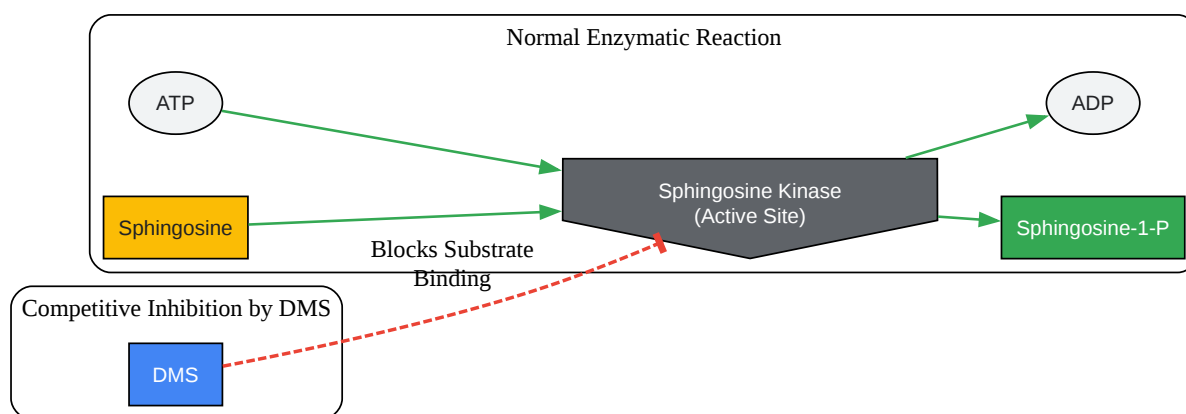 Normal Enzymatic Reaction
ATP
ADP
Sphingosine Kinase
(Active Site)
Sphingosine
Sphingosine-1-P
Blocks Substrate
Binding
Competitive Inhibition by DMS
DMS